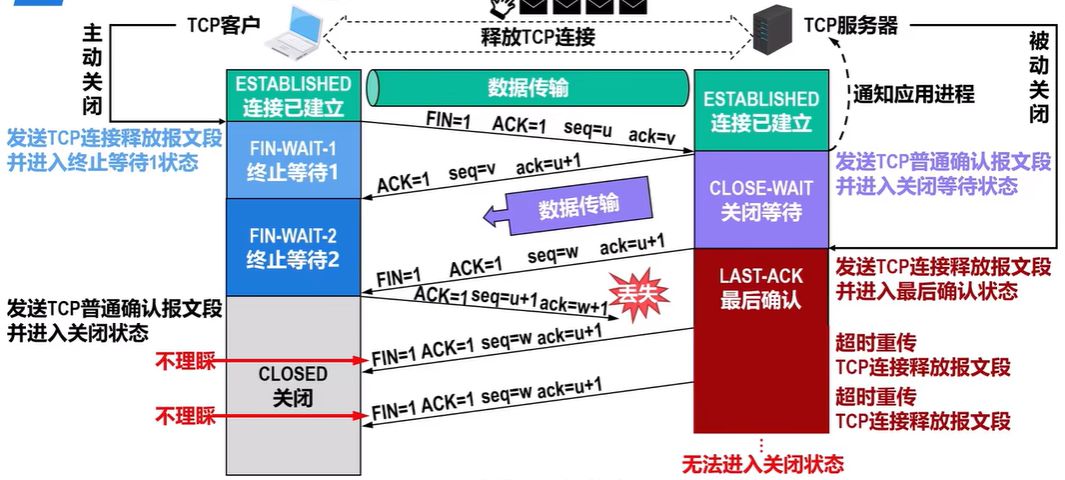 TCP客户
释放TCP连接
TCP服务器
主动关闭
被动关闭
通知应用进程
ESTABLISHED
连接已建立
数据传输
ESTABLISHED
连接已建立
FIN=1 ACK=1 seq=u ack=v
发送TCP连接释放报文段
并进入终止等待1状态
FIN-WAIT-1
终止等待1
ACK=1 seq=v ack=u+1
CLOSE-WAIT
关闭等待
发送TCP普通确认报文段
并进入关闭等待状态
数据传输
FIN-WAIT-2
终止等待2
FIN=1 ACK=1 seq=w ack=u+1
LAST-ACK
最后确认
发送TCP连接释放报文段
并进入最后确认状态
ACK=1 seq=u+1 ack=w+1
丢失
发送TCP普通确认报文段
并进入关闭状态
不理睬
FIN=1 ACK=1 seq=w ack=u+1
超时重传
TCP连接释放报文段
CLOSED
关闭
不理睬
FIN=1 ACK=1 seq=w ack=u+1
超时重传
TCP连接释放报文段
无法进入关闭状态